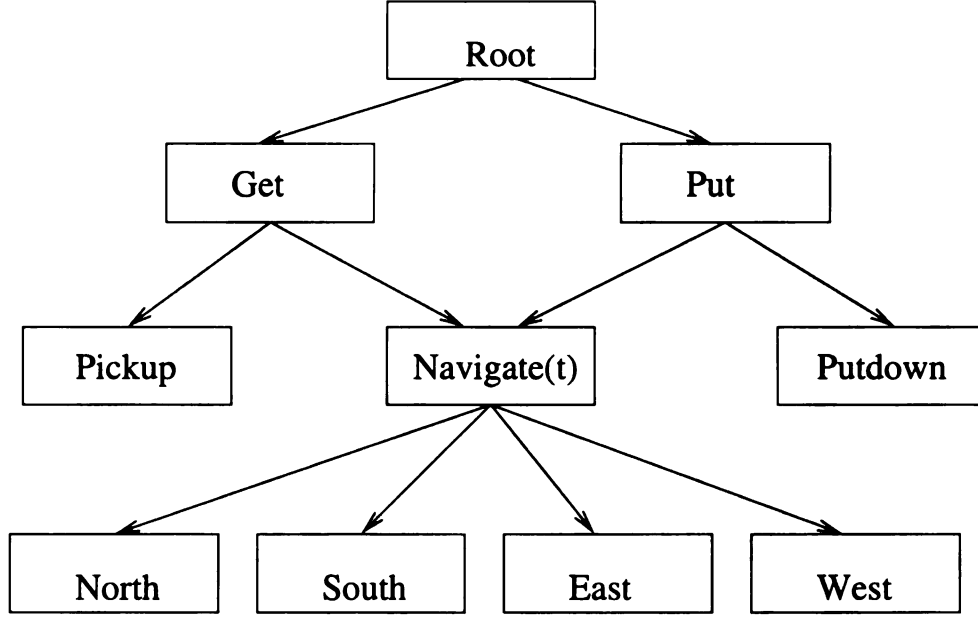 Root
Get
Put
Pickup
Navigate(t)
Putdown
North
South
East
West